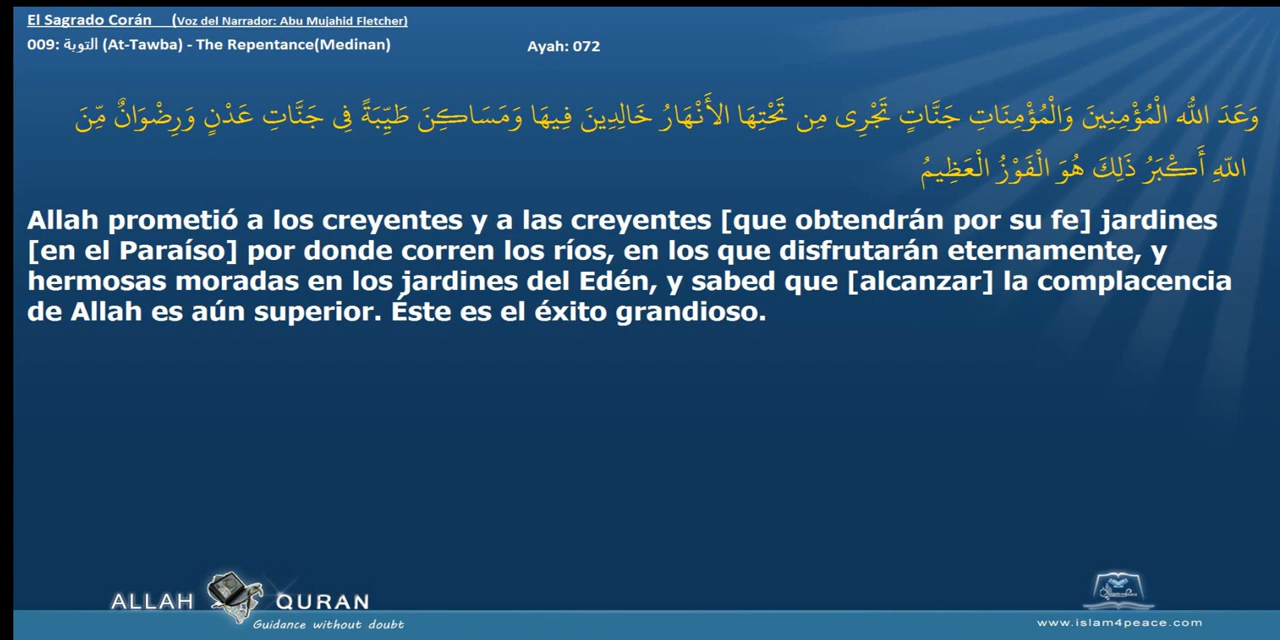 El Sagrado Corán (Voz del Narrador: Abu Mujahid Fletcher)
009: التوبة (At-Tawba) - The Repentance(Medinan) Ayah: 072
وَعَدَ اللّٰه الْمُؤْمِنِينَ وَالْمُؤْمِنَاتِ جَنَّاتٍ تَجْرِى مِن تَحْتِهَا الأَنْهَارُ خَالِدِينَ فِيهَا وَمَسَاكِنَ طَيِّبَةً فِى جَنَّاتِ عَدْنٍ وَرِضْوَانٌ مِّنَ
اللّهِ أَكْبَرُ ذَلِكَ هُوَ الْفَوْزُ الْعَظِيمُ
Allah prometió a los creyentes y a las creyentes [que obtendrán por su fe] jardines
[en el Paraíso] por donde corren los ríos, en los que disfrutarán eternamente, y
hermosas moradas en los jardines del Edén, y sabed que [alcanzar] la complacencia
de Allah es aún superior. Éste es el éxito grandioso.
ALLAH QURAN
Guidance without doubt
www.islam4peace.com